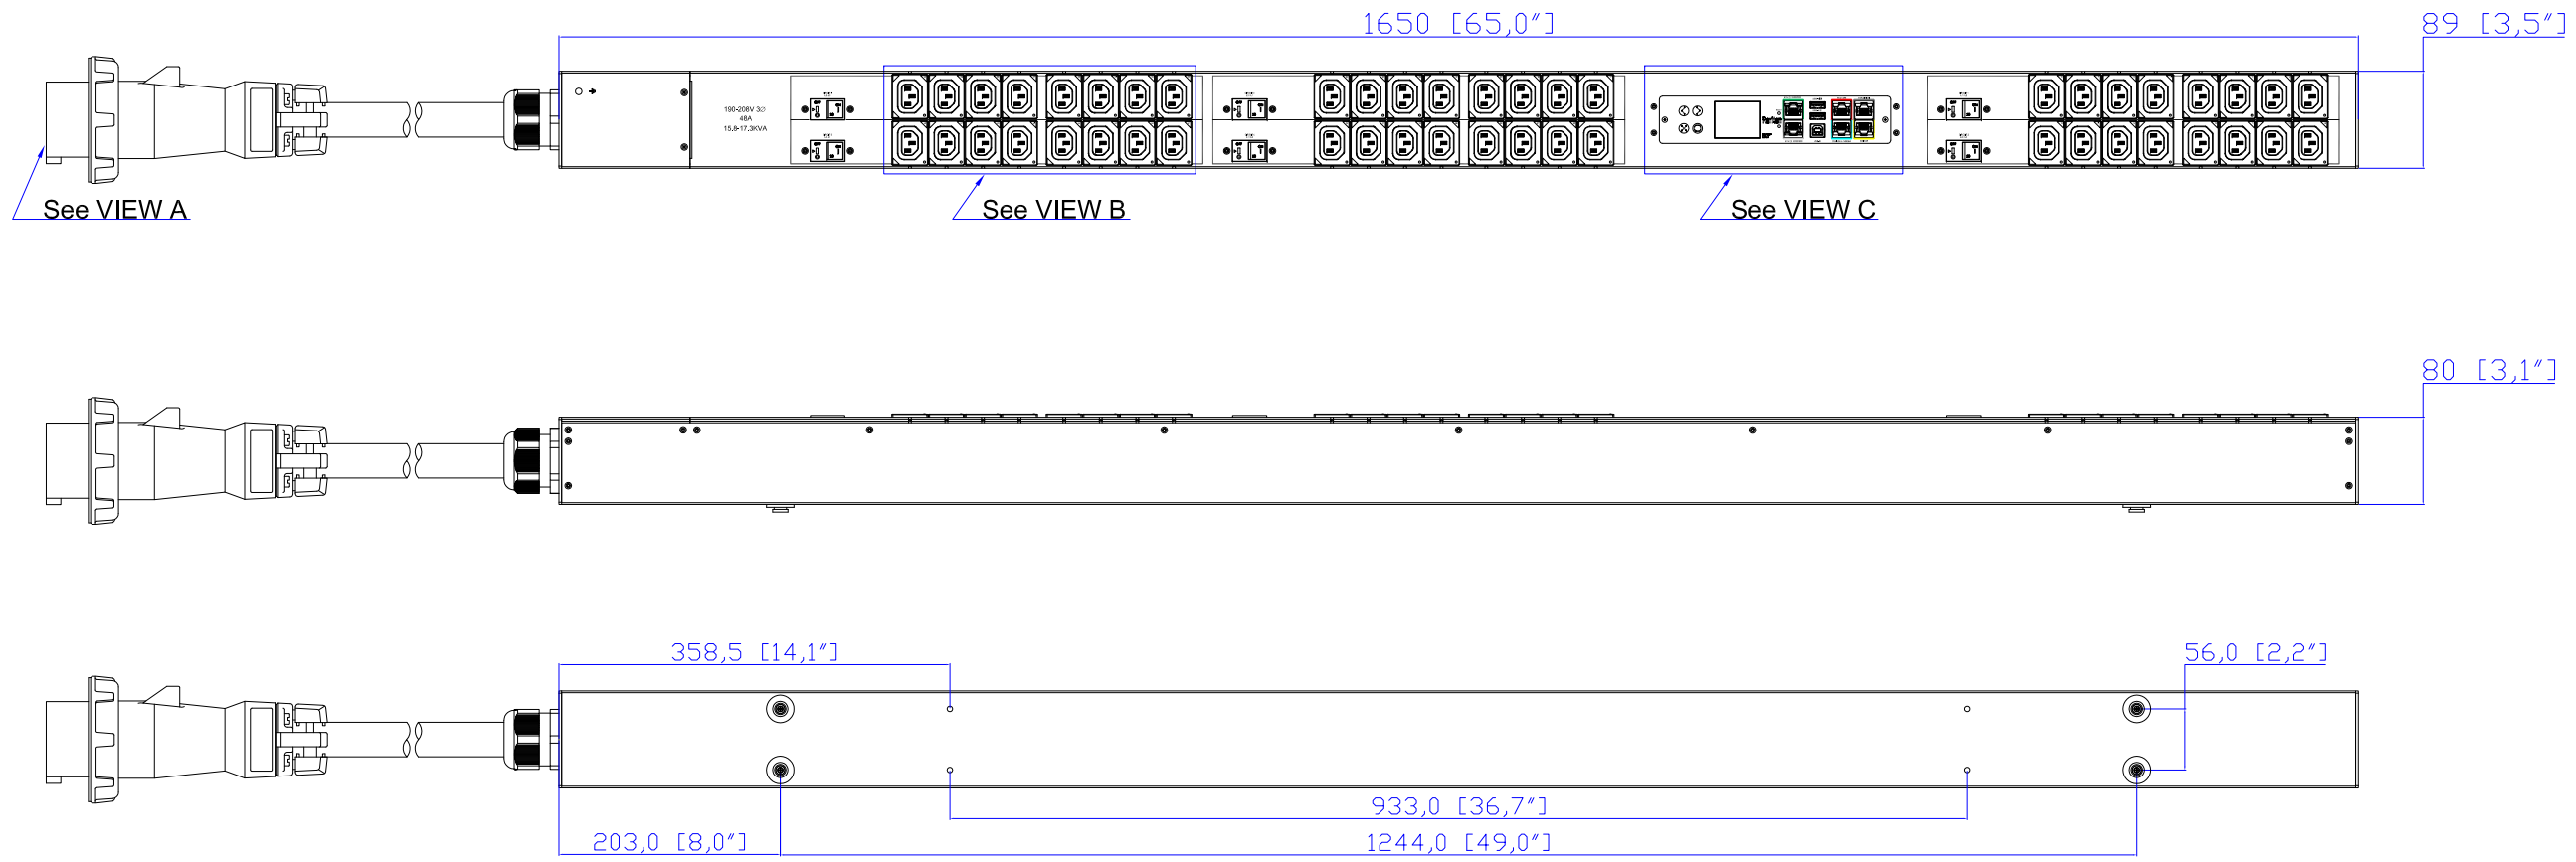 1650 [65,0"]
89 [3,5"]
190-208V 3∅
48A
15.8-17.3KVA
See VIEW A
See VIEW B
See VIEW C
80 [3,1"]
358,5 [14,1"]
56,0 [2,2"]
933,0 [36,7"]
203,0 [8,0"]
1244,0 [49,0"]